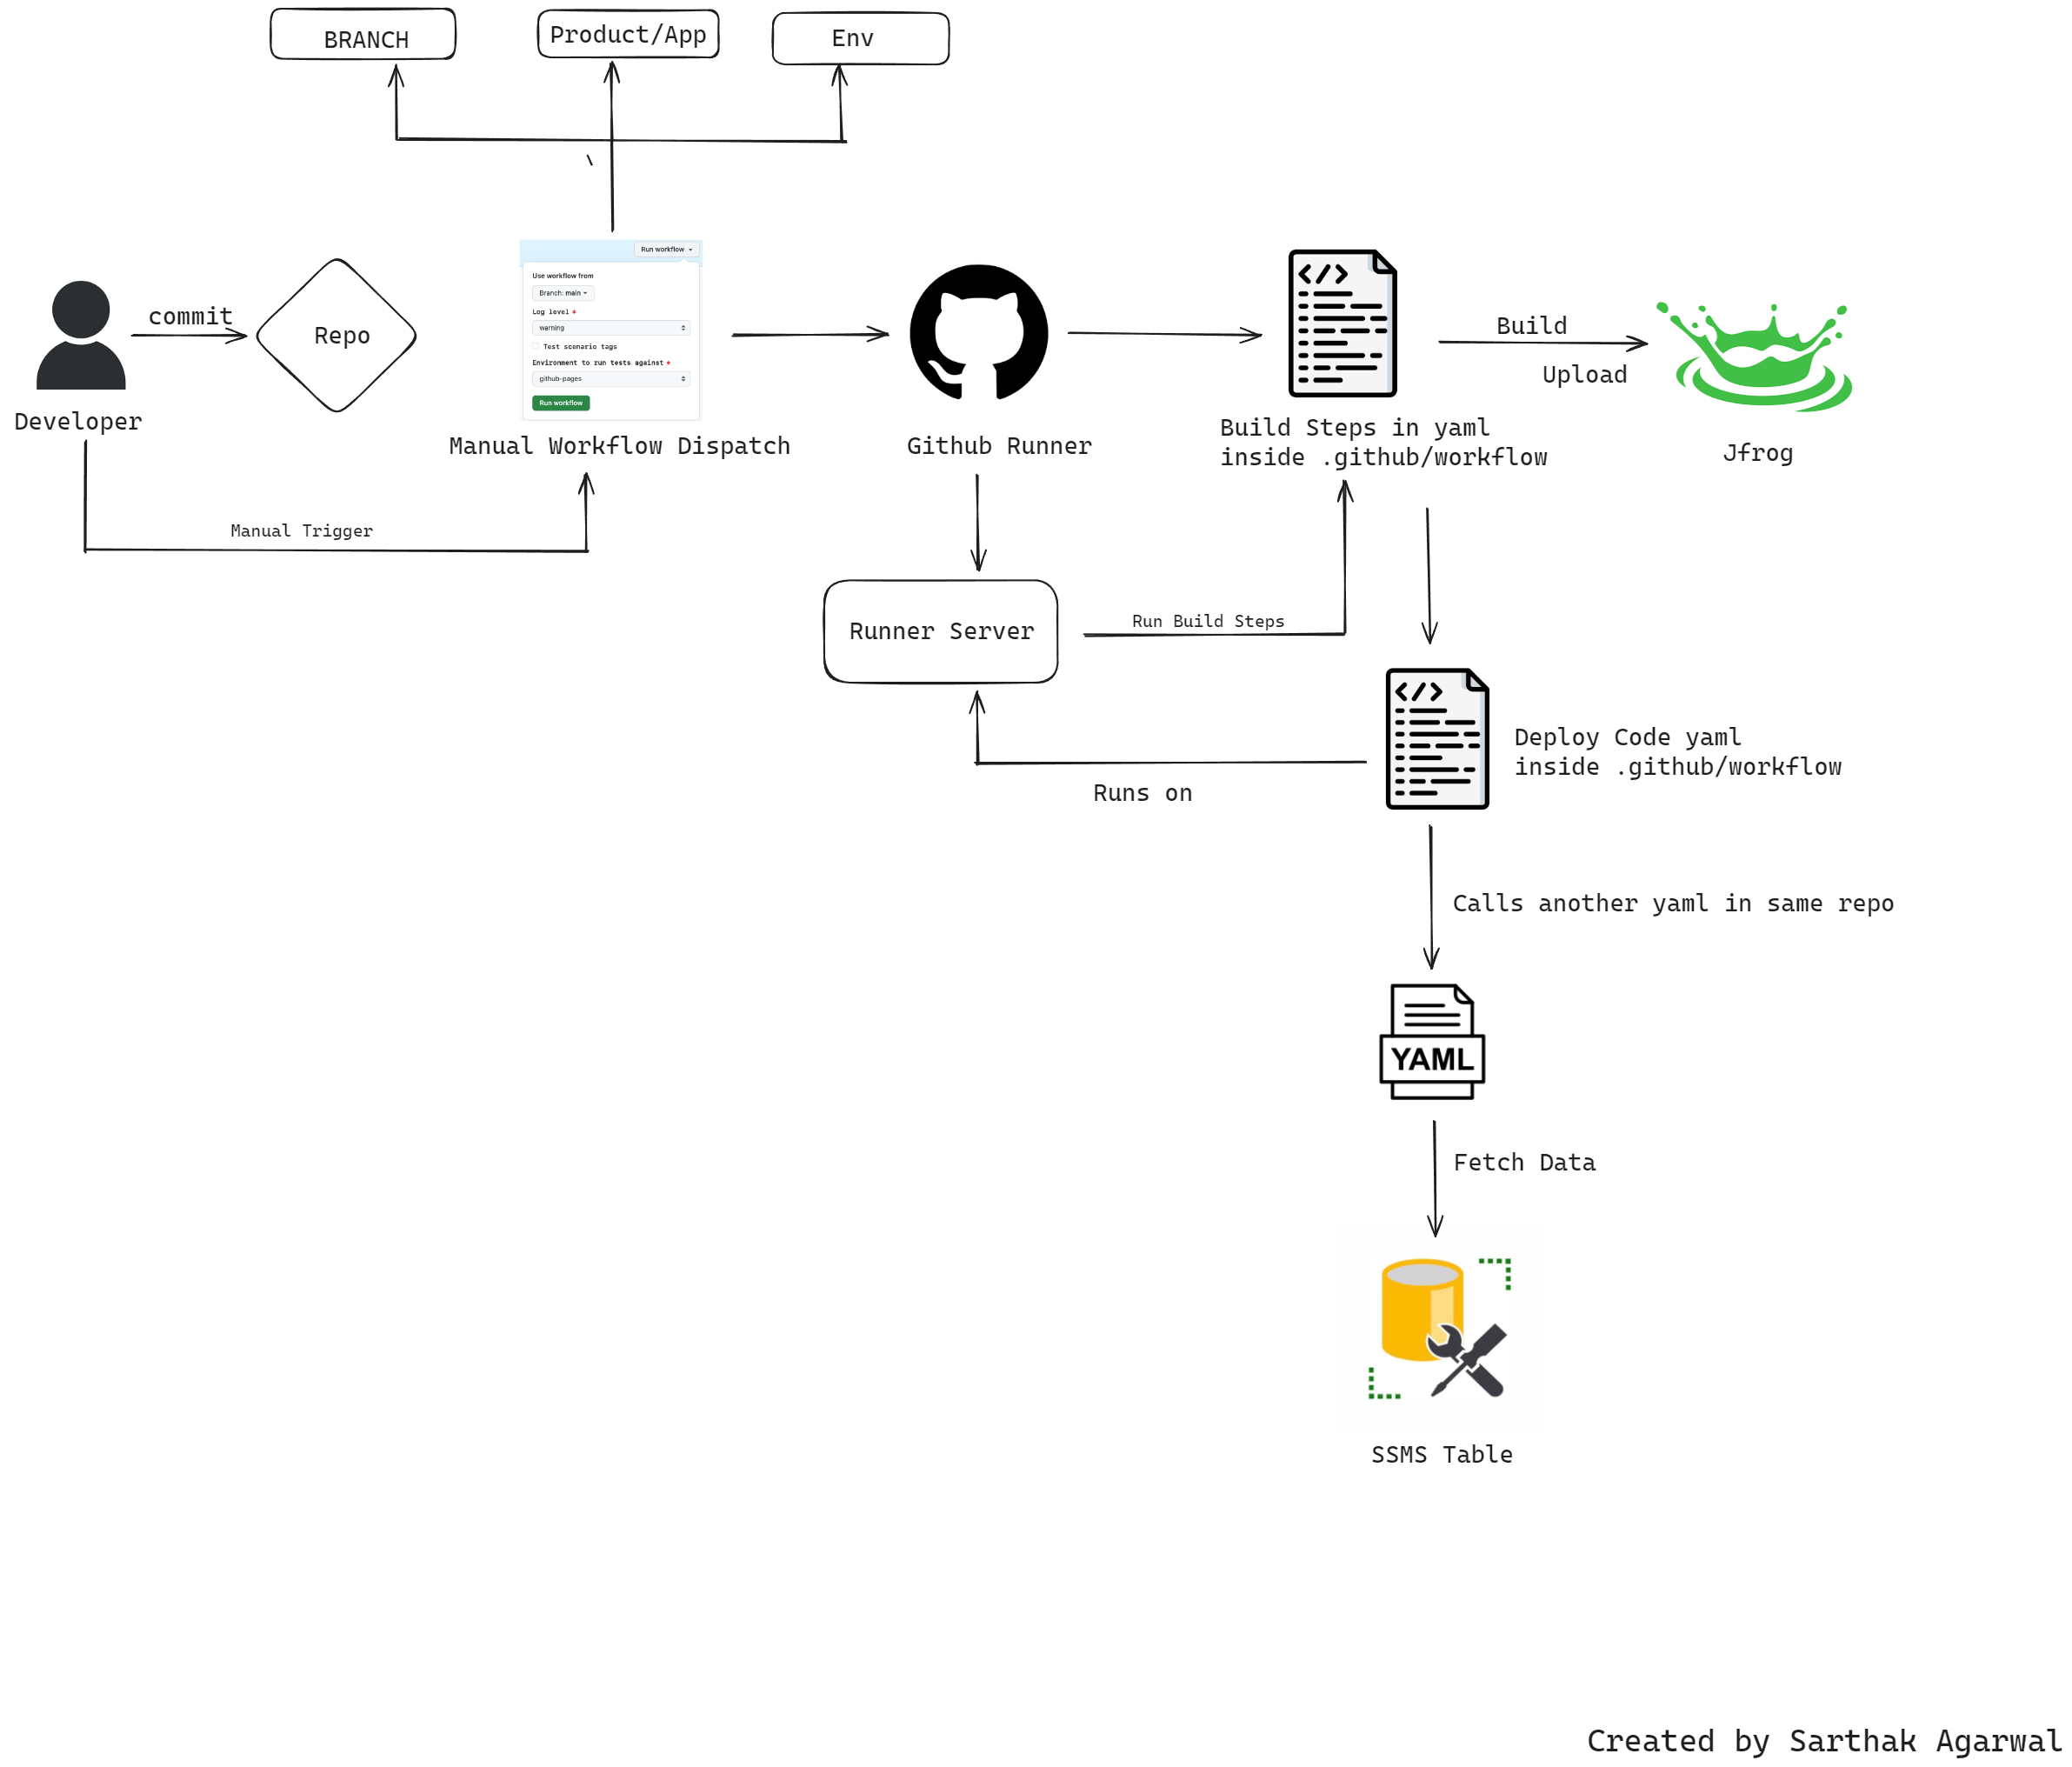 BRANCH
Product/App
Env
Run workflow
Use workflow from
Branch: main
Log level *
warning
Test scenario tags
Environment to run tests against *
github-pages
Run workflow
commit
Repo
Developer
Manual Workflow Dispatch
Manual Trigger
Github Runner
</>
Build Steps in yaml
inside .github/workflow
Build
Upload
Jfrog
Runner Server
Run Build Steps
Runs on
</>
Deploy Code yaml
inside .github/workflow
Calls another yaml in same repo
YAML
Fetch Data
SSMS Table
Created by Sarthak Agarwal